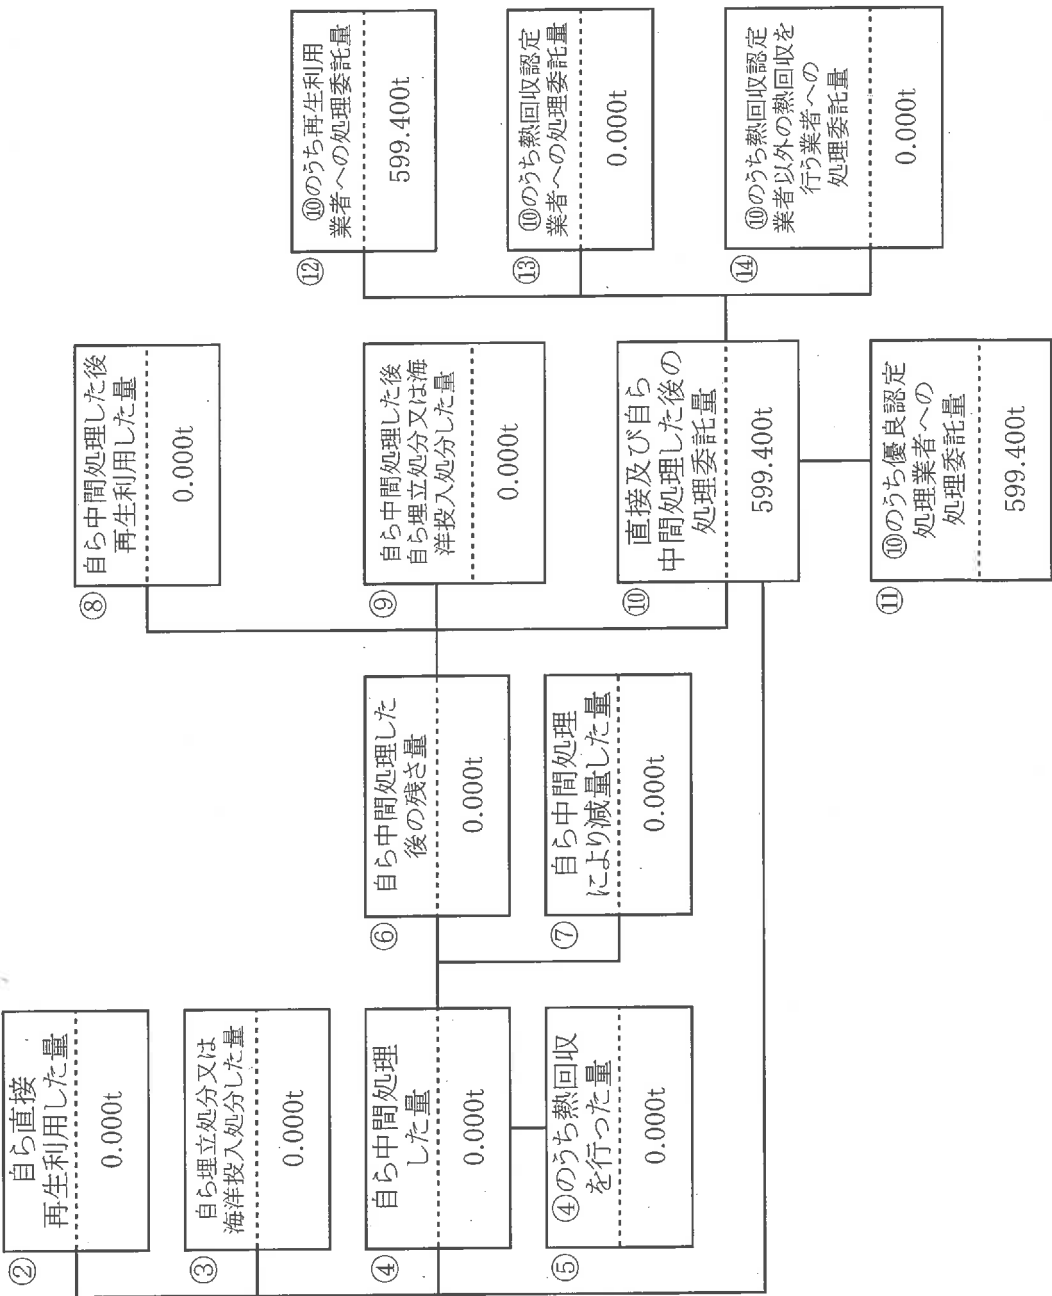 ②
自ら直接
再生利用した量
0.000t
③
自ら埋立処分又は
海洋投入処分した量
0.000t
④
自ら中間処理
した量
0.000t
⑤
④のうち熱回収
を行った量
0.000t
⑥
自ら中間処理した
後の残さ量
0.000t
⑦
自ら中間処理
により減量した量
0.000t
⑧
自ら中間処理した後
再生利用した量
0.000t
⑨
自ら中間処理した後
自ら埋立処分又は海
洋投入処分した量
0.000t
⑩
直接及び自ら
中間処理した後の
処理委託量
599.400t
⑪
⑩のうち優良認定
処理業者への
処理委託量
599.400t
⑫
⑩のうち再生利用
業者への処理委託量
599.400t
⑬
⑩のうち熱回収認定
業者への処理委託量
0.000t
⑭
⑩のうち熱回収認定
業者以外の熱回収を
行う業者への
処理委託量
0.000t